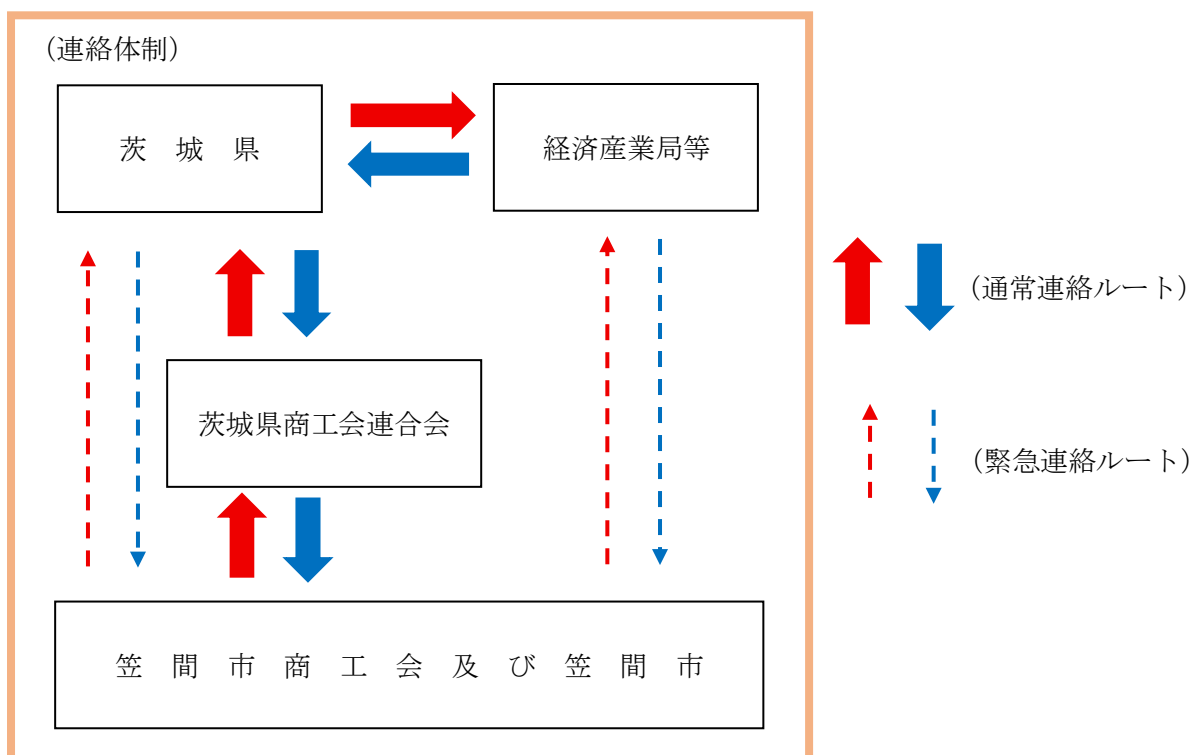 （連絡体制）
茨城県
経済産業局等
（通常連絡ルート）
茨城県商工会連合会
（緊急連絡ルート）
笠間市商工会及び笠間市